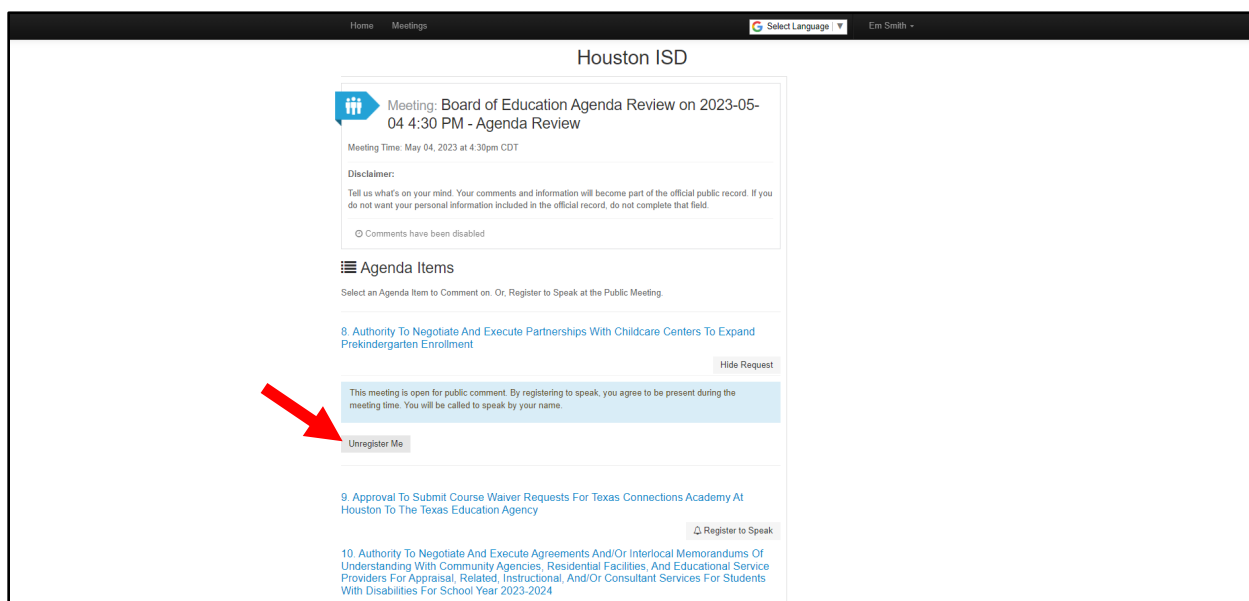 Home Meetings Select Language ▼ Em Smith
Houston ISD
Meeting: Board of Education Agenda Review on 2023-05-
04 4:30 PM - Agenda Review
Meeting Time: May 04, 2023 at 4:30pm CDT
Disclaimer:
Tell us what's on your mind. Your comments and information will become part of the official public record. If you
do not want your personal information included in the official record, do not complete that field.
Comments have been disabled
Agenda Items
Select an Agenda Item to Comment on. Or, Register to Speak at the Public Meeting.
8. Authority To Negotiate And Execute Partnerships With Childcare Centers To Expand
Prekindergarten Enrollment
Hide Request
This meeting is open for public comment. By registering to speak, you agree to be present during the
meeting time. You will be called to speak by your name.
Unregister Me
9. Approval To Submit Course Waiver Requests For Texas Connections Academy At
Houston To The Texas Education Agency
Register to Speak
10. Authority To Negotiate And Execute Agreements And/Or Interlocal Memorandums Of
Understanding With Community Agencies, Residential Facilities, And Educational Service
Providers For Appraisal, Related, Instructional, And/Or Consultant Services For Students
With Disabilities For School Year 2023-2024